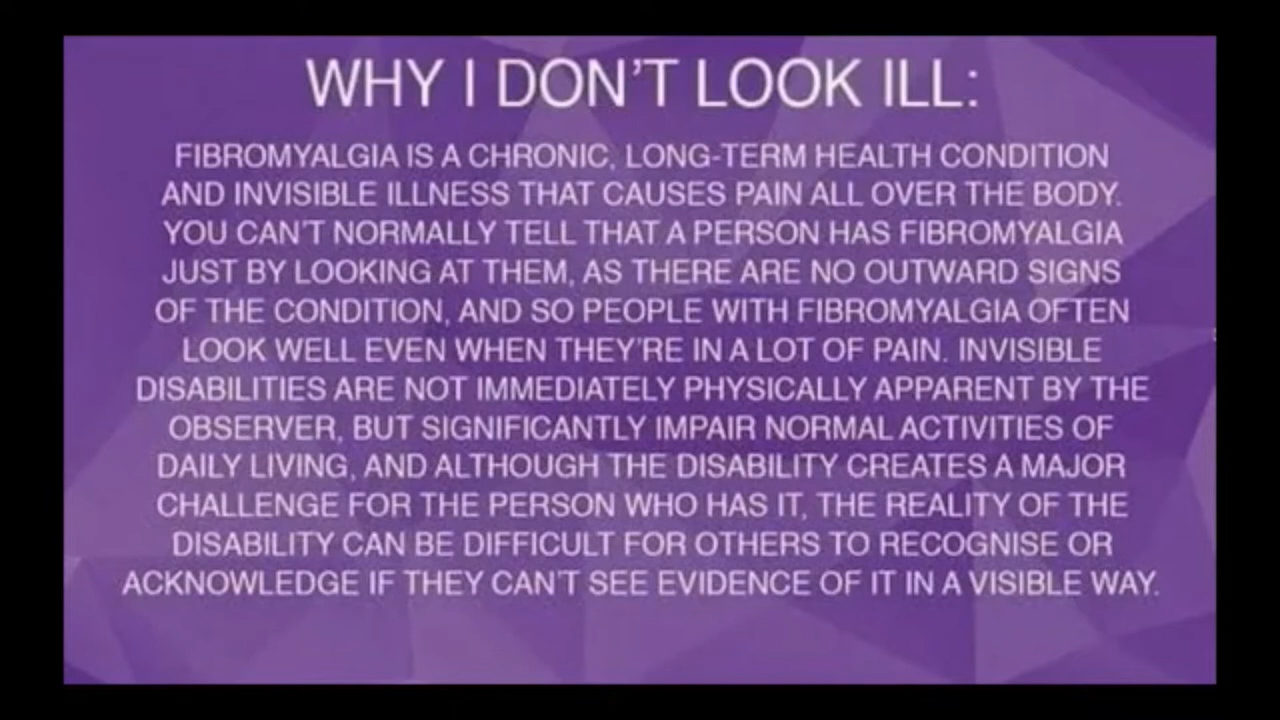 WHY I DON'T LOOK ILL:
FIBROMYALGIA IS A CHRONIC, LONG-TERM HEALTH CONDITION
AND INVISIBLE ILLNESS THAT CAUSES PAIN ALL OVER THE BODY.
YOU CAN'T NORMALLY TELL THAT A PERSON HAS FIBROMYALGIA
JUST BY LOOKING AT THEM, AS THERE ARE NO OUTWARD SIGNS
OF THE CONDITION, AND SO PEOPLE WITH FIBROMYALGIA OFTEN
LOOK WELL EVEN WHEN THEY'RE IN A LOT OF PAIN. INVISIBLE
DISABILITIES ARE NOT IMMEDIATELY PHYSICALLY APPARENT BY THE
OBSERVER, BUT SIGNIFICANTLY IMPAIR NORMAL ACTIVITIES OF
DAILY LIVING, AND ALTHOUGH THE DISABILITY CREATES A MAJOR
CHALLENGE FOR THE PERSON WHO HAS IT, THE REALITY OF THE
DISABILITY CAN BE DIFFICULT FOR OTHERS TO RECOGNISE OR
ACKNOWLEDGE IF THEY CAN'T SEE EVIDENCE OF IT IN A VISIBLE WAY.